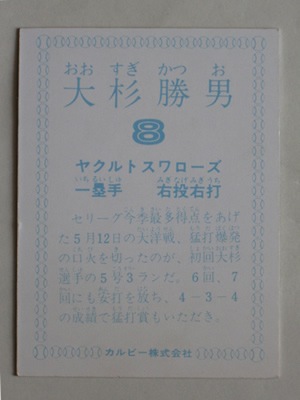 おお すぎ かつ お
大杉勝男
8
ヤクルトスワローズ
いちるいしゅ みぎなげみぎうち
一塁手 右投右打
セ・リーグ今季最多得点をあげ
た5月12日の大洋戦、猛打爆発
の幻火を切ったのが、初回大杉
選手の5号3ラン だ。6回、7
回にも安打を放ち、4-3-4
の成績で猛打賞もいただき。
カルビー株式会社